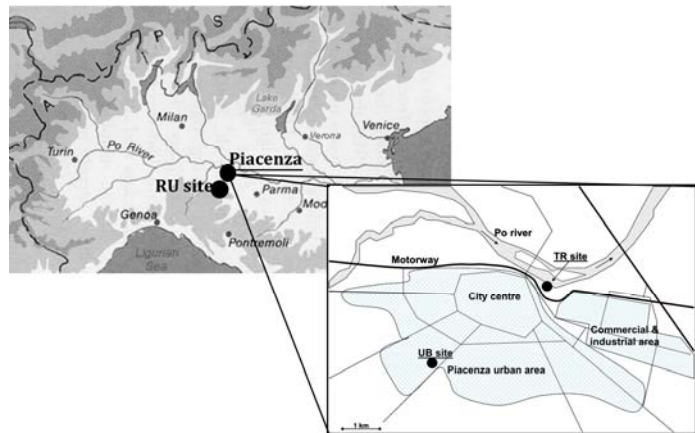 A L P S
Milan
Lake
Garda
Verona
Venice
Turin
Po River
Piacenza
RU site
Parma
Mod
Genoa
Pontremoli
Ligurian
Sea
Po river
TR site
Motorway
City centre
Commercial &
industrial area
UB site
Piacenza urban area
1 km